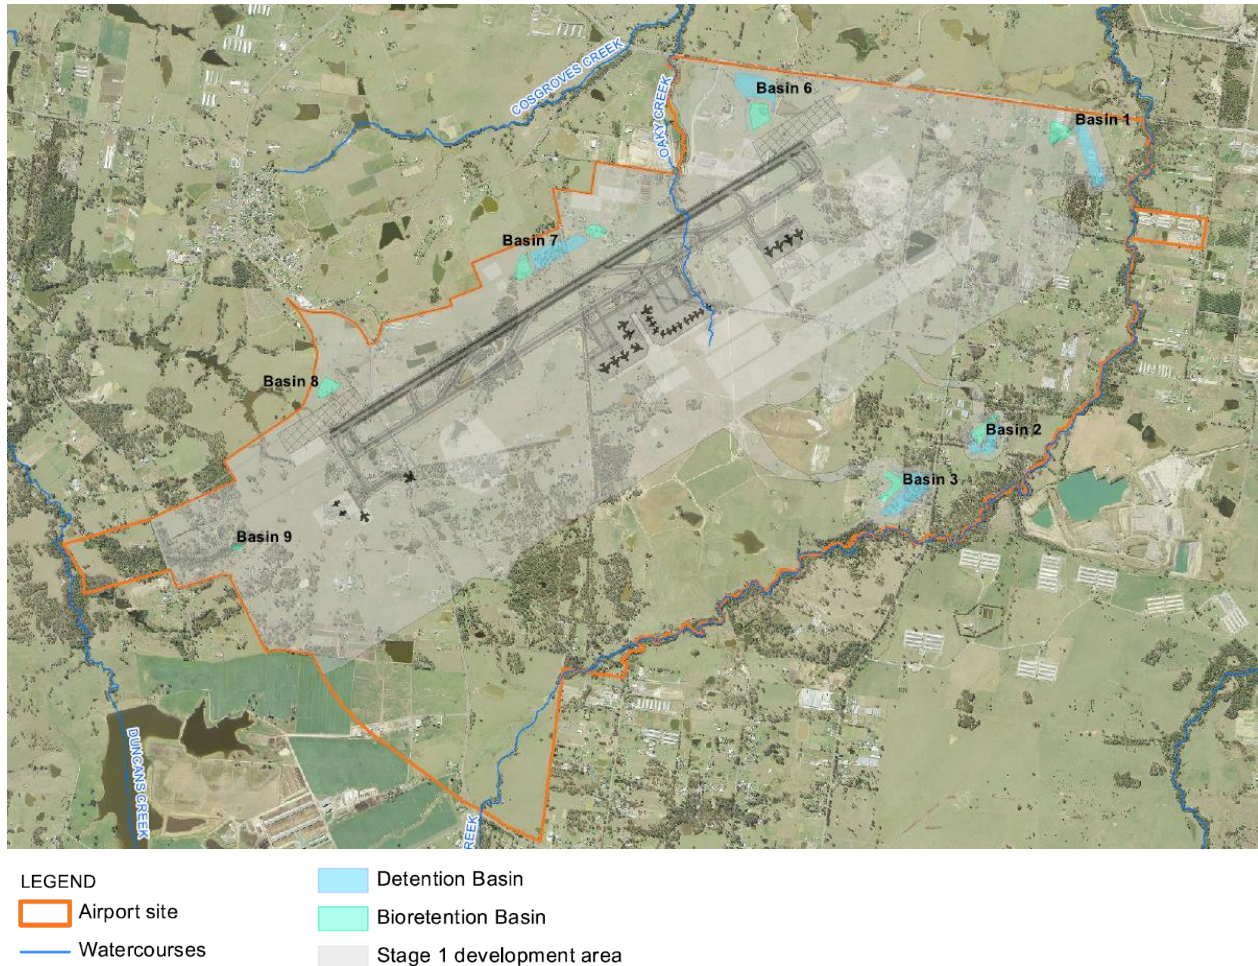 COSGROVES CREEK
OAKY CREEK
Basin 6
Basin 1
Basin 7
Basin 8
Basin 2
Basin 3
Basin 9
DUNCANS CREEK
REEK
LEGEND
Airport site
Watercourses
Detention Basin
Bioretention Basin
Stage 1 development area